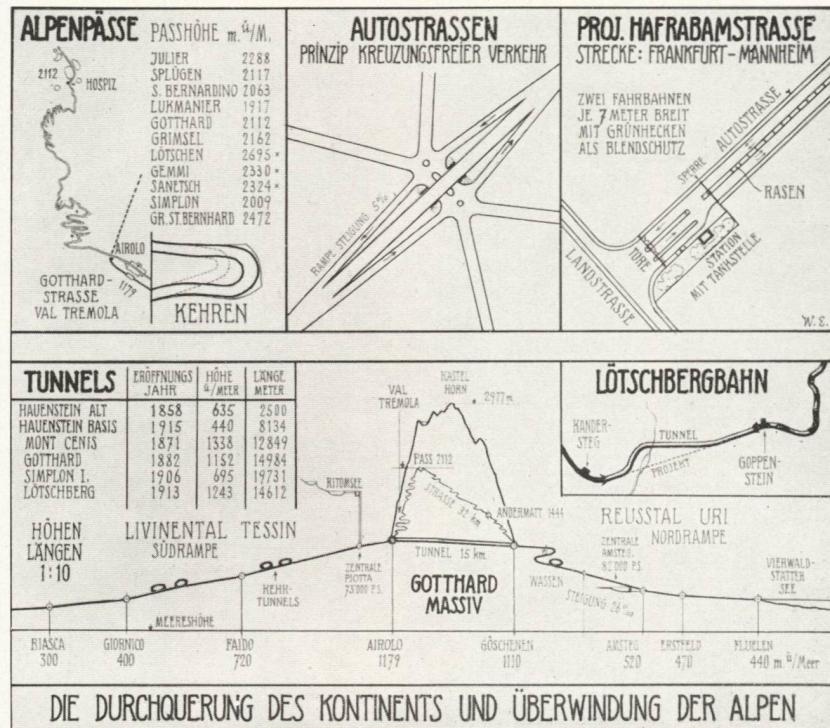 ALPENPÄSSE PASSHÖHE m. ü/M.
JULIER 2288
SPLÜGEN 2117
S. BERNARDINO 2063
LUKMANIER 1917
GOTTHARD 2112
GRIMSEL 2162
LÖTSCHEN 2695 ×
GEMMI 2330 ×
SANETSCH 2324 ×
SIMPLON 2009
GR. ST. BERNHARD 2472
2112
HOSPIZ
AIROLO
1179
GOTTHARD-
STRASSE
VAL TREMOLA
KEHREN
AUTOSTRASSEN
PRINZIP KREUZUNGSFREIER VERKEHR
RAMPE STEIGUNG 5%
PROJ. HAFRABAMSTRASSE
STRECKE: FRANKFURT-MANNHEIM
ZWEI FAHRBAHNEN
JE 7 METER BREIT
MIT GRÜNHECKEN
ALS BLENDSCHUTZ
AUTOSTRASSE
SPERRE
RASEN
TORE
STATION
MIT TANKSTELLE
LANDSTRASSE
W. E.
TUNNELS ERÖFFNUNGS JAHR HÖHE ü/MEER LÄNGE METER
HAUENSTEIN ALT 1858 635 2500
HAUENSTEIN BASIS 1915 440 8134
MONT CENIS 1871 1338 12849
GOTTHARD 1882 1152 14984
SIMPLON I. 1906 695 19731
LÖTSCHBERG 1913 1243 14612
HÖHEN
LÄNGEN
1:10
LIVINENTAL TESSIN
SÜDRAMPE
RITOMSEE
VAL
TREMOLA
KASTEL
HORN
2977 m
PASS 2112
STRASSE 32 km
ANDERMATT 1444
TUNNEL 15 km.
GOTTHARD
MASSIV
ZENTRALE
PIOTTA
73'000 P.S.
KEHR-
TUNNELS
MEERESHÖHE
LÖTSCHBERGBAHN
KANDER-
STEG
TUNNEL
PROJEKT
GOPPEN-
STEIN
REUSSTAL URI
NORDRAMPE
ZENTRALE
AMSTEG.
82'000 P.S.
WASSEN
STEIGUNG 26‰
VIERWALD-
STÄTTER
SEE
BIASCA
300
GIORNICO
400
FAIDO
720
AIROLO
1179
GÖSCHENEN
1110
AMSTEG
520
ERSTFELD
470
FLUELEN
440 m. ü/Meer
DIE DURCHQUERUNG DES KONTINENTS UND ÜBERWINDUNG DER ALPEN